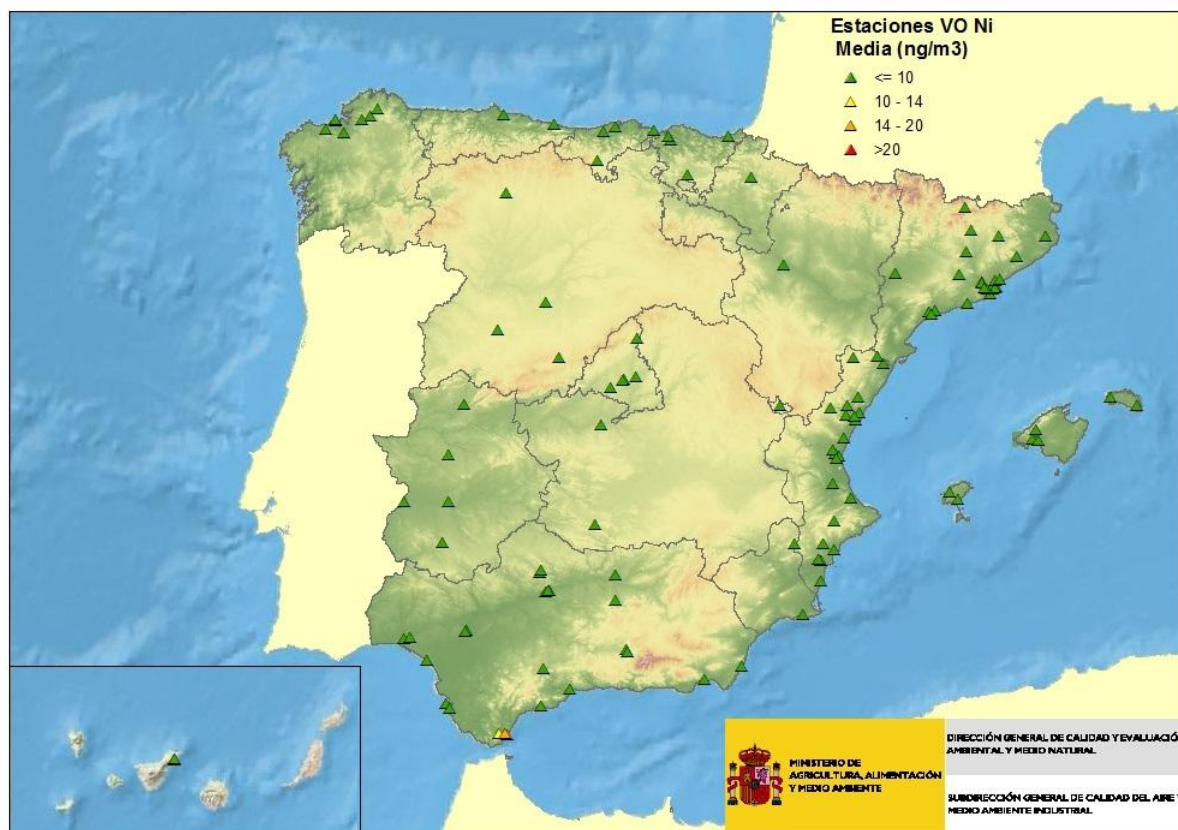 Estaciones VO Ni
Media (ng/m3)
<= 10
10 - 14
14 - 20
>20
MINISTERIO DE
AGRICULTURA, ALIMENTACIÓN
Y MEDIO AMBIENTE
DIRECCIÓN GENERAL DE CALIDAD Y EVALUACIÓ
AMBIENTAL Y MEDIO NATURAL
SUBDIRECCIÓN GENERAL DE CALIDAD DEL AIRE Y
MEDIO AMBIENTE INDUSTRIAL